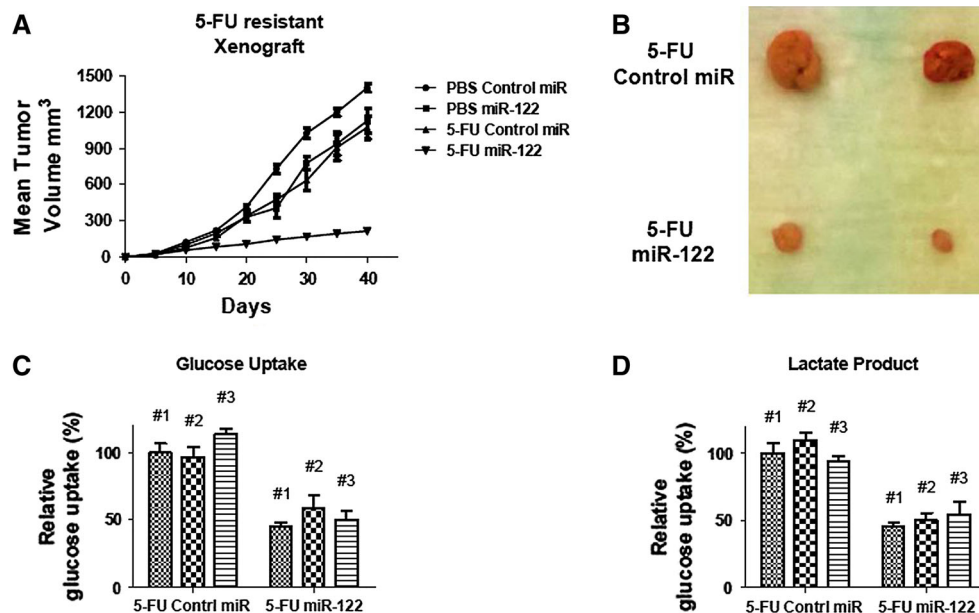 A
5-FU resistant
Xenograft
Mean Tumor
Volume mm3
1500
1200
900
600
300
0
0
10
20
30
40
Days
PBS Control miR
PBS miR-122
5-FU Control miR
5-FU miR-122
B
5-FU
Control miR
5-FU
miR-122
C
Glucose Uptake
Relative
glucose uptake (%)
100
50
0
#1
#2
#3
#1
#2
#3
5-FU Contrl miR
5-FU miR-122
D
Lactate Product
Relative
glucose uptake (%)
100
50
0
#1
#2
#3
#1
#2
#3
5-FU Control miR
5-FU miR-122